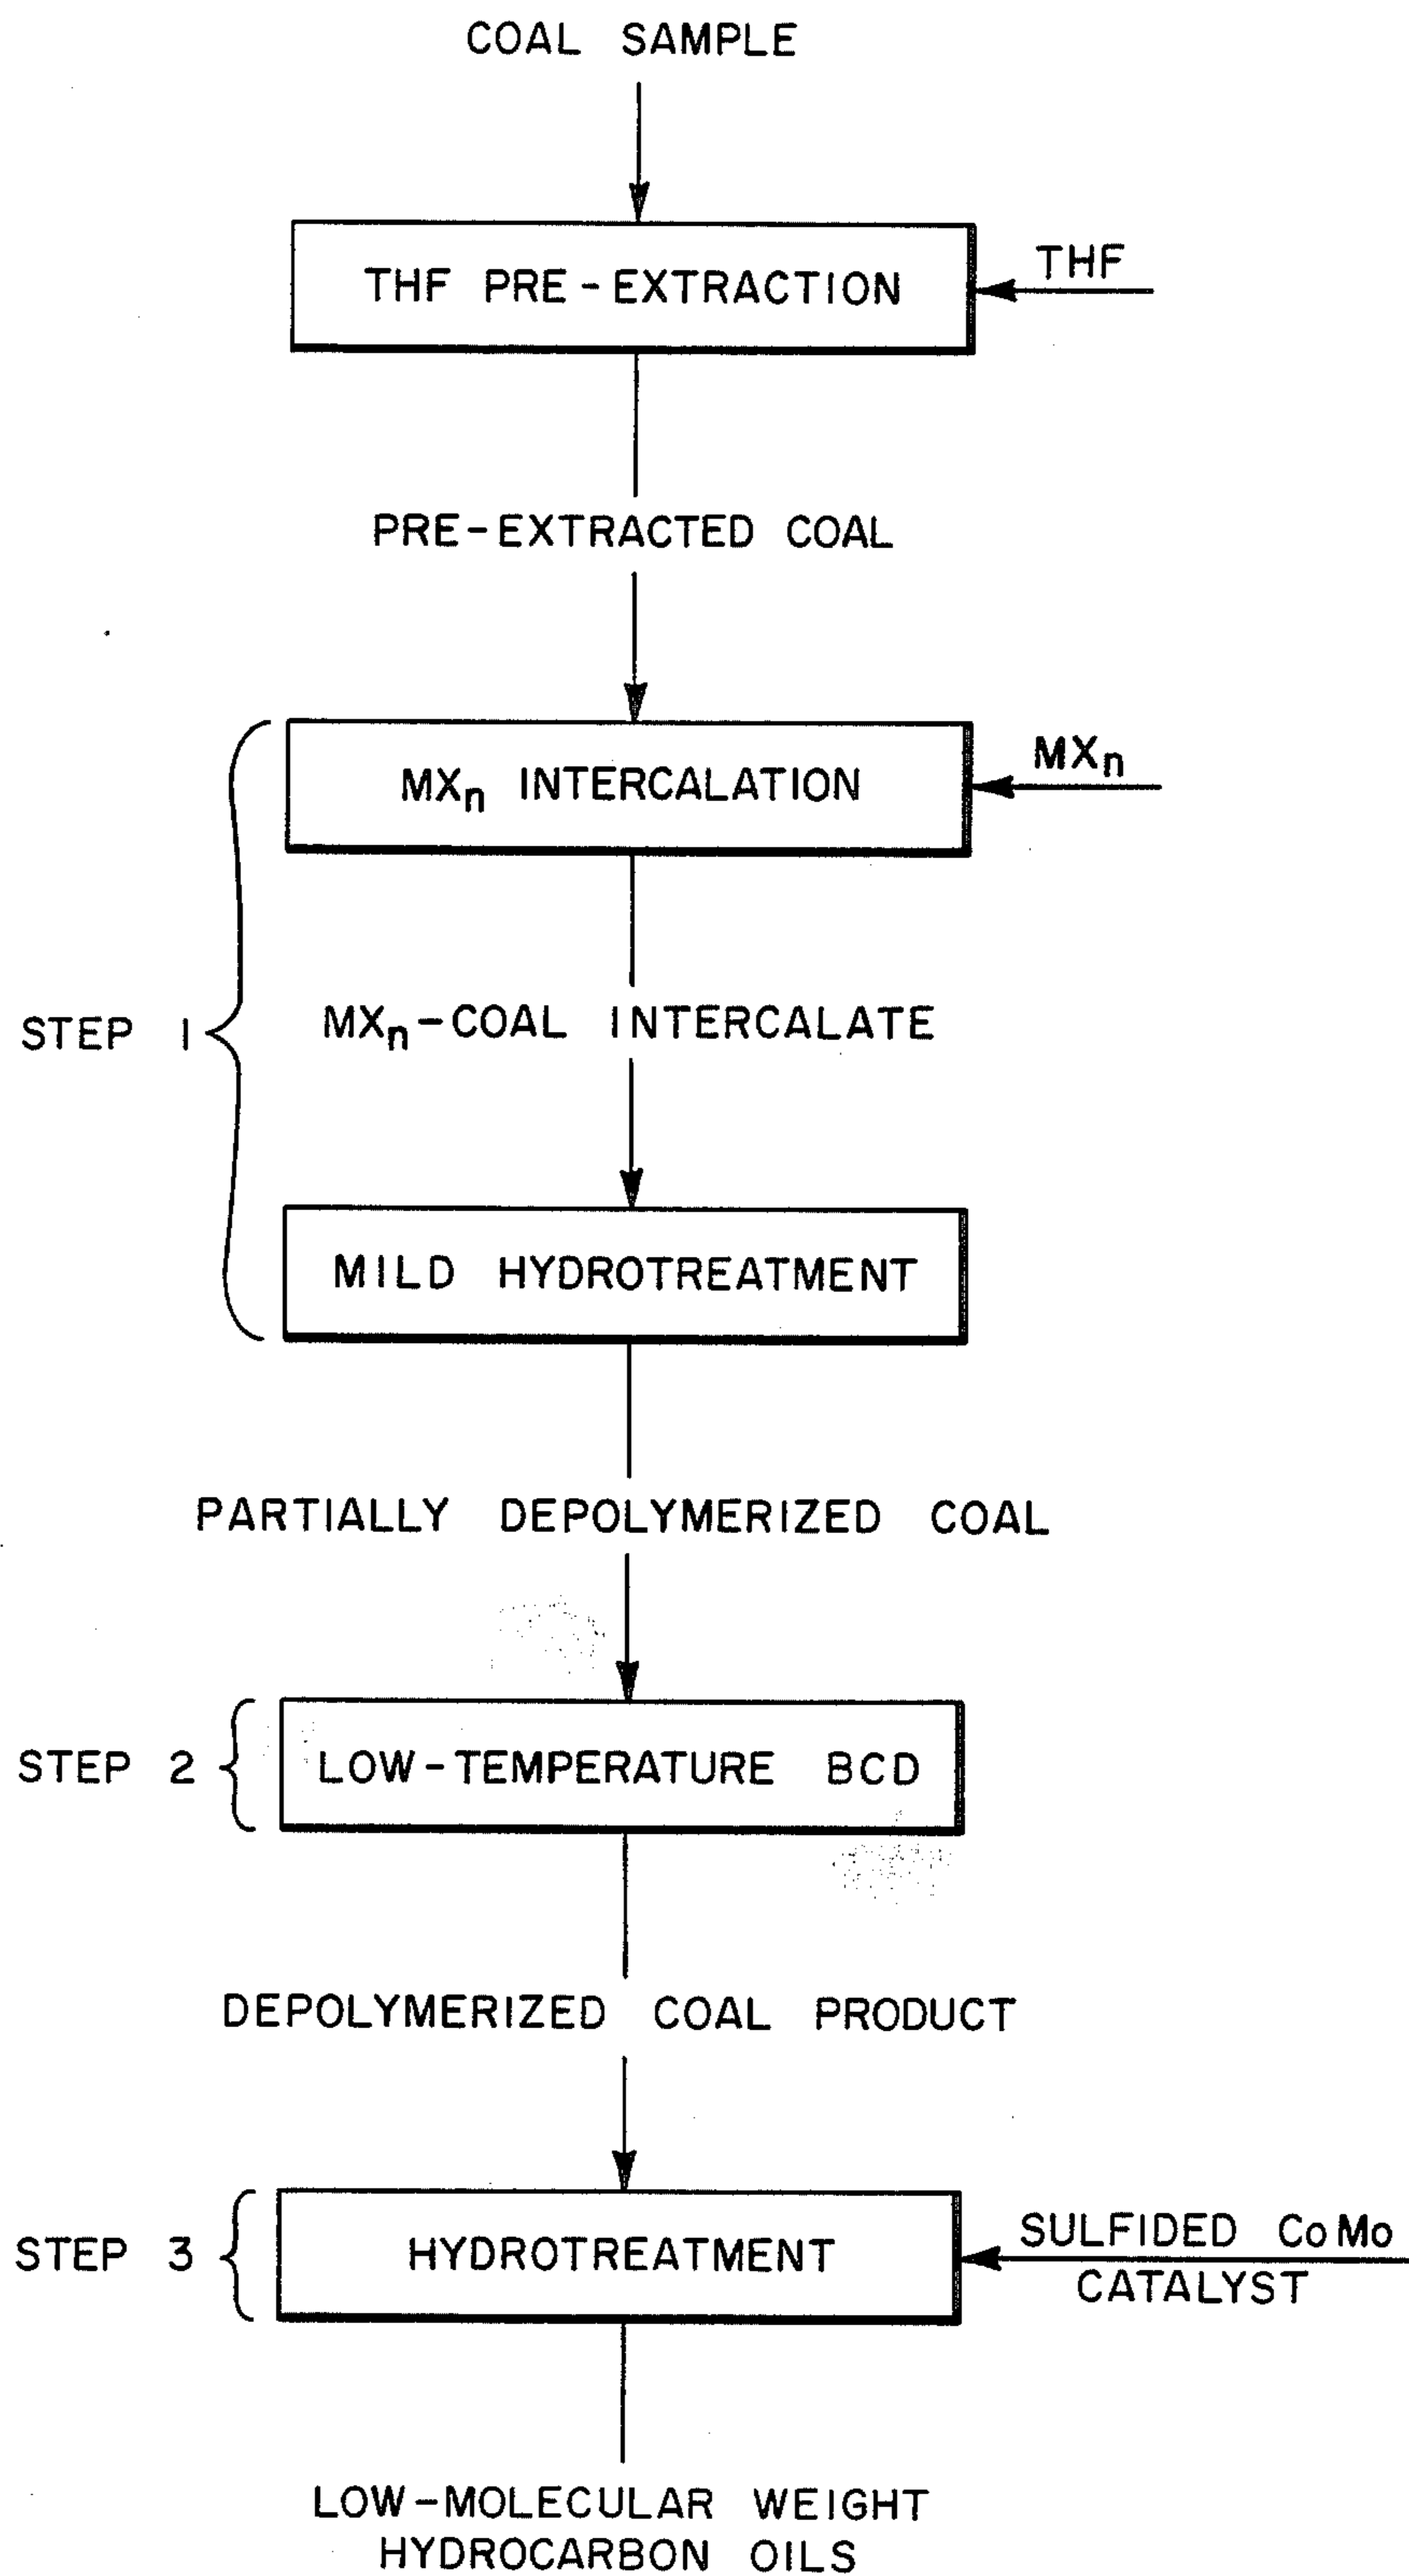 COAL SAMPLE
THF PRE-EXTRACTION
THF
PRE-EXTRACTED COAL
MXn INTERCALATION
MXn
STEP 1
MXn-COAL INTERCALATE
MILD HYDROTREATMENT
PARTIALLY DEPOLYMERIZED COAL
STEP 2
LOW-TEMPERATURE BCD
DEPOLYMERIZED COAL PRODUCT
STEP 3
HYDROTREATMENT
SULFIDED CoMo
CATALYST
LOW-MOLECULAR WEIGHT
HYDROCARBON OILS